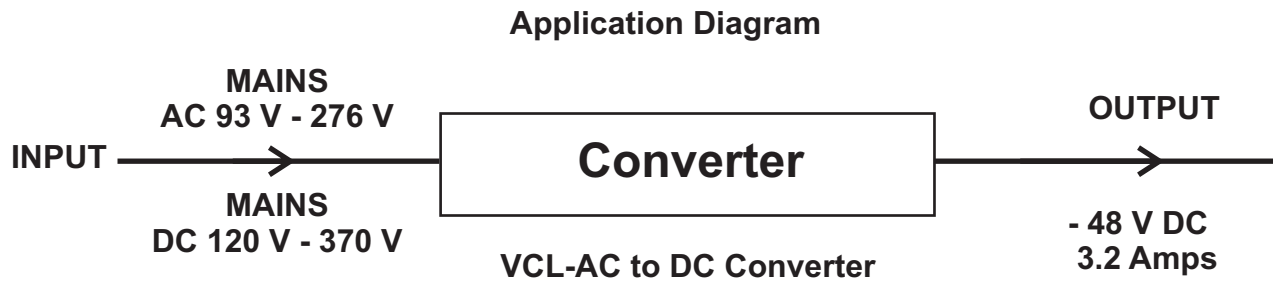 Application Diagram
MAINS
AC 93 V - 276 V
INPUT
MAINS
DC 120 V - 370 V
Converter
VCL-AC to DC Converter
OUTPUT
- 48 V DC
3.2 Amps